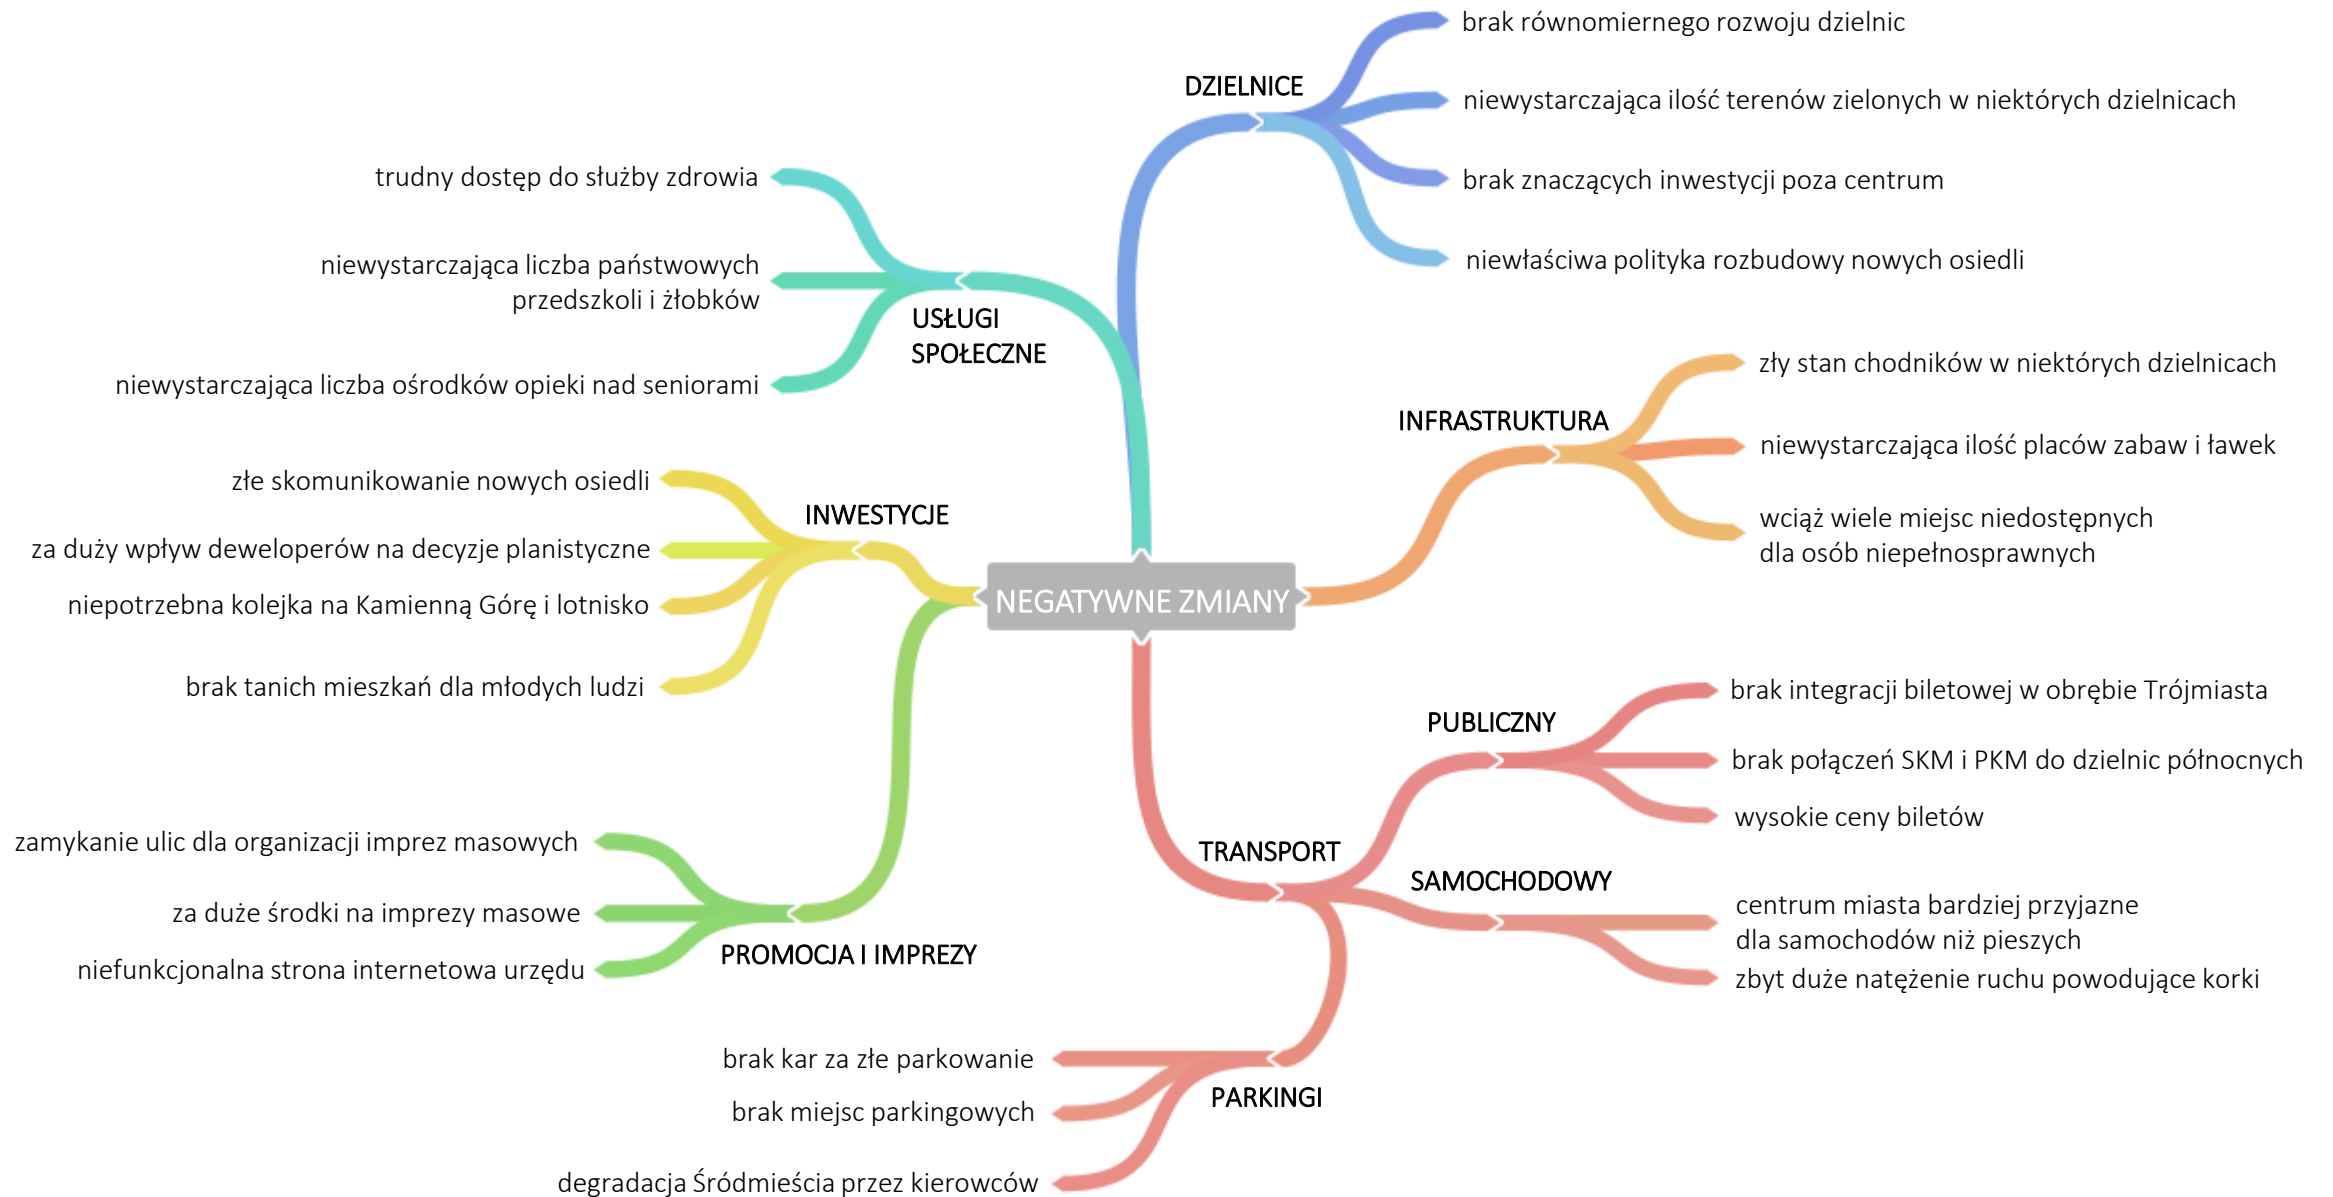 NEGATYWNE ZMIANY
DZIELNICE
brak równomiernego rozwoju dzielnic
niewystarczająca ilość terenów zielonych w niektórych dzielnicach
brak znaczących inwestycji poza centrum
niewłaściwa polityka rozbudowy nowych osiedli
INFRASTRUKTURA
zły stan chodników w niektórych dzielnicach
niewystarczająca ilość placów zabaw i ławek
wciąż wiele miejsc niedostępnych
dla osób niepełnosprawnych
TRANSPORT
PUBLICZNY
brak integracji biletowej w obrębie Trójmiasta
brak połączeń SKM i PKM do dzielnic północnych
wysokie ceny biletów
SAMOCHODOWY
centrum miasta bardziej przyjazne
dla samochodów niż pieszych
zbyt duże natężenie ruchu powodujące korki
PARKINGI
brak kar za złe parkowanie
brak miejsc parkingowych
degradacja Śródmieścia przez kierowców
PROMOCJA I IMPREZY
zamykanie ulic dla organizacji imprez masowych
za duże środki na imprezy masowe
niefunkcjonalna strona internetowa urzędu
INWESTYCJE
złe skomunikowanie nowych osiedli
za duży wpływ deweloperów na decyzje planistyczne
niepotrzebna kolejka na Kamienną Górę i lotnisko
brak tanich mieszkań dla młodych ludzi
USŁUGI
SPOŁECZNE
trudny dostęp do służby zdrowia
niewystarczająca liczba państwowych
przedszkoli i żłobków
niewystarczająca liczba ośrodków opieki nad seniorami